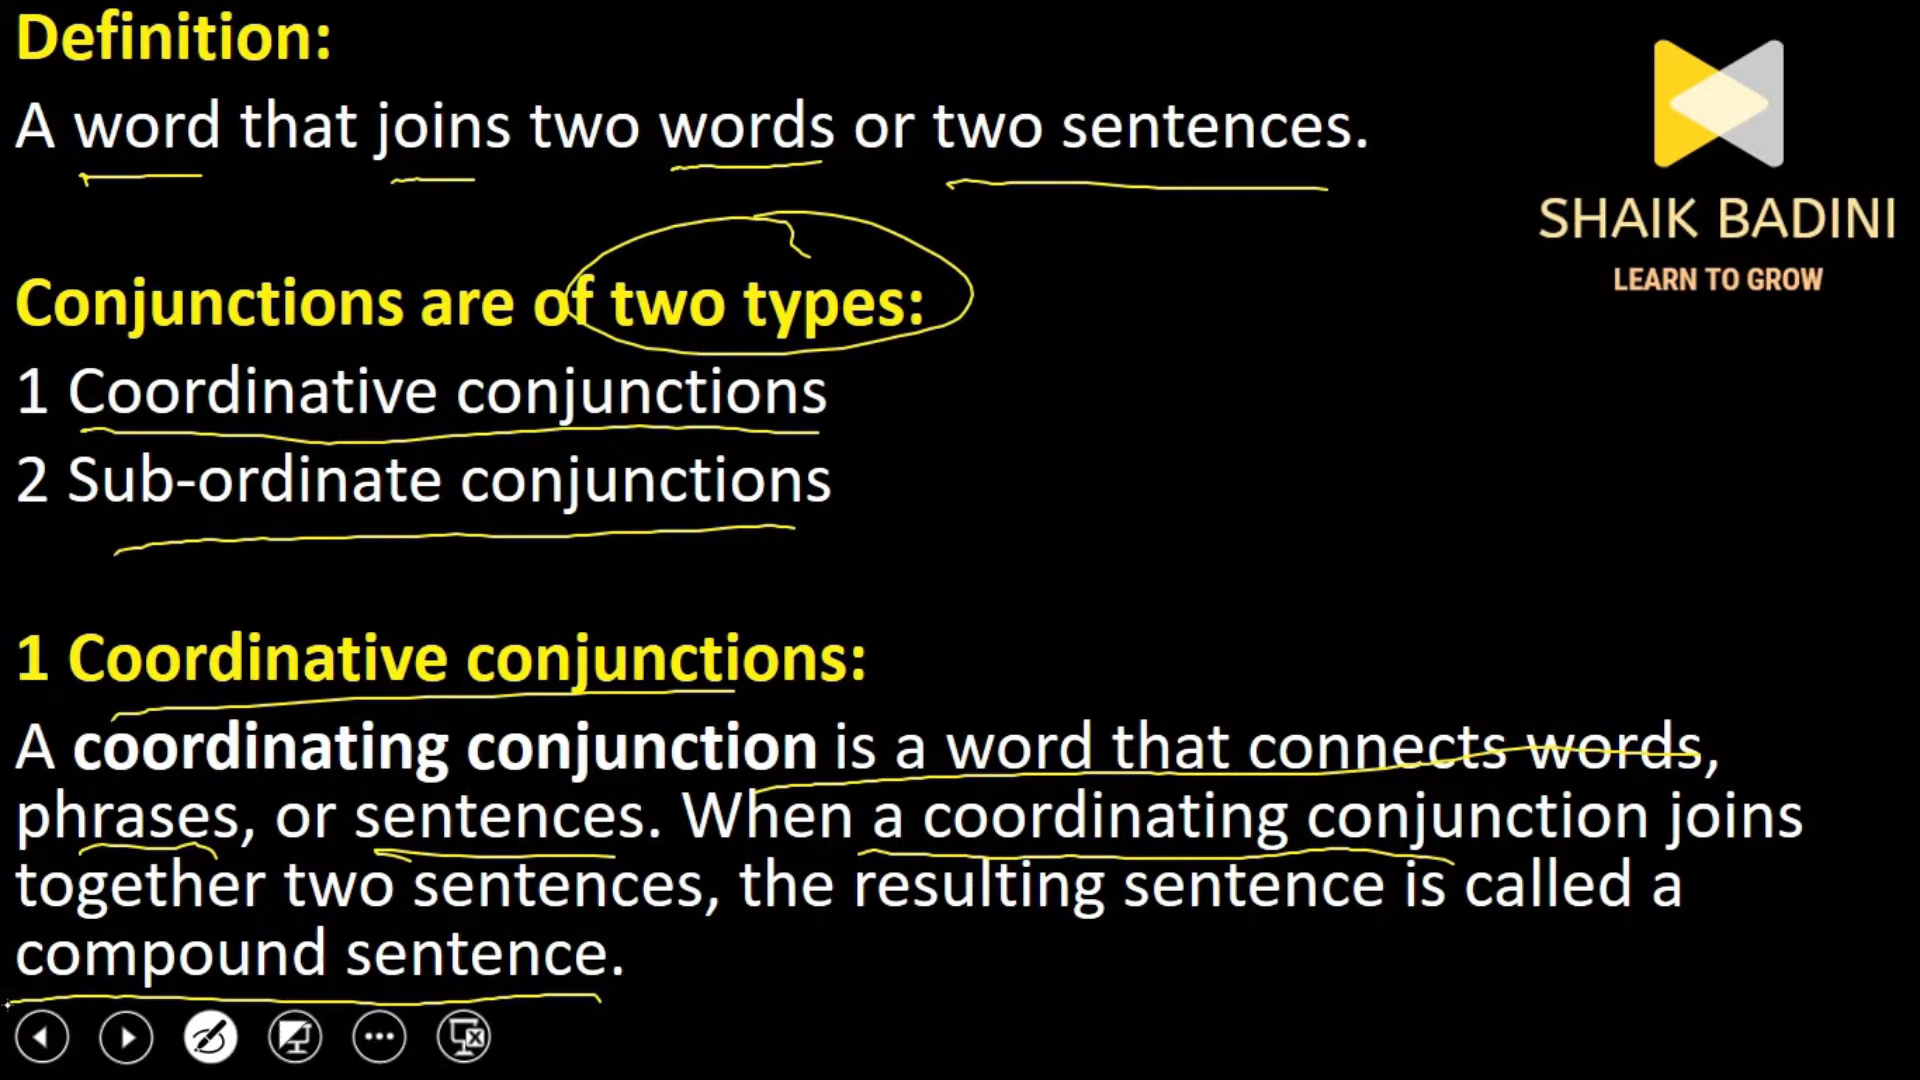 Definition:
A word that joins two words or two sentences.
SHAIK BADINI
LEARN TO GROW
Conjunctions are of two types:
1 Coordinative conjunctions
2 Sub-ordinate conjunctions
1 Coordinative conjunctions:
A coordinating conjunction is a word that connects words,
phrases, or sentences. When a coordinating conjunction joins
together two sentences, the resulting sentence is called a
compound sentence.